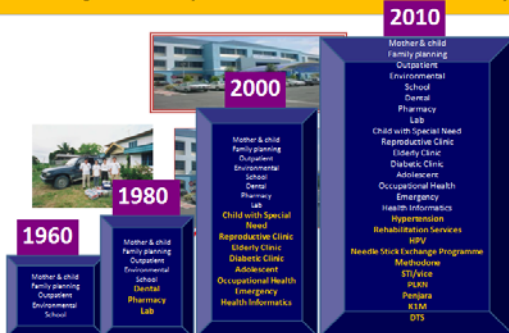 1960
Mother & child
Family planning
Outpatient
Environmental
School
1980
Mother & child
Family planning
Outpatient
Environmental
School
Dental
Pharmacy
Lab
2000
Mother & child
Family planning
Outpatient
Environmental
School
Dental
Pharmacy
Lab
Child with Special
Need
Reproductive Clinic
Elderly Clinic
Diabetic Clinic
Adolescent
Occupational Health
Emergency
Health Informatics
2010
Mother & child
Family planning
Outpatient
Environmental
School
Dental
Pharmacy
Lab
Child with Special Need
Reproductive Clinic
Elderly Clinic
Diabetic Clinic
Adolescent
Occupational Health
Emergency
Health Informatics
Hypertension
Rehabilitation Services
HPV
Needle Stick Exchange Programme
Methodone
STI/vice
PLKN
Penjara
K1M
DTS